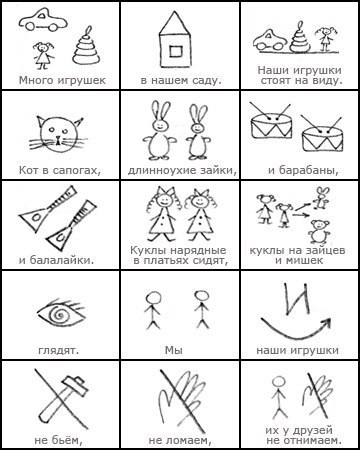 Много игрушек
в нашем саду.
Наши игрушки
стоят на виду.
Кот в сапогах,
длинноухие зайки,
и барабаны,
и балалайки.
Куклы нарядные
в платьях сидят,
куклы на зайцев
и мишек
глядят.
Мы
И
наши игрушки
не бьём,
не ломаем,
их у друзей
не отнимаем.